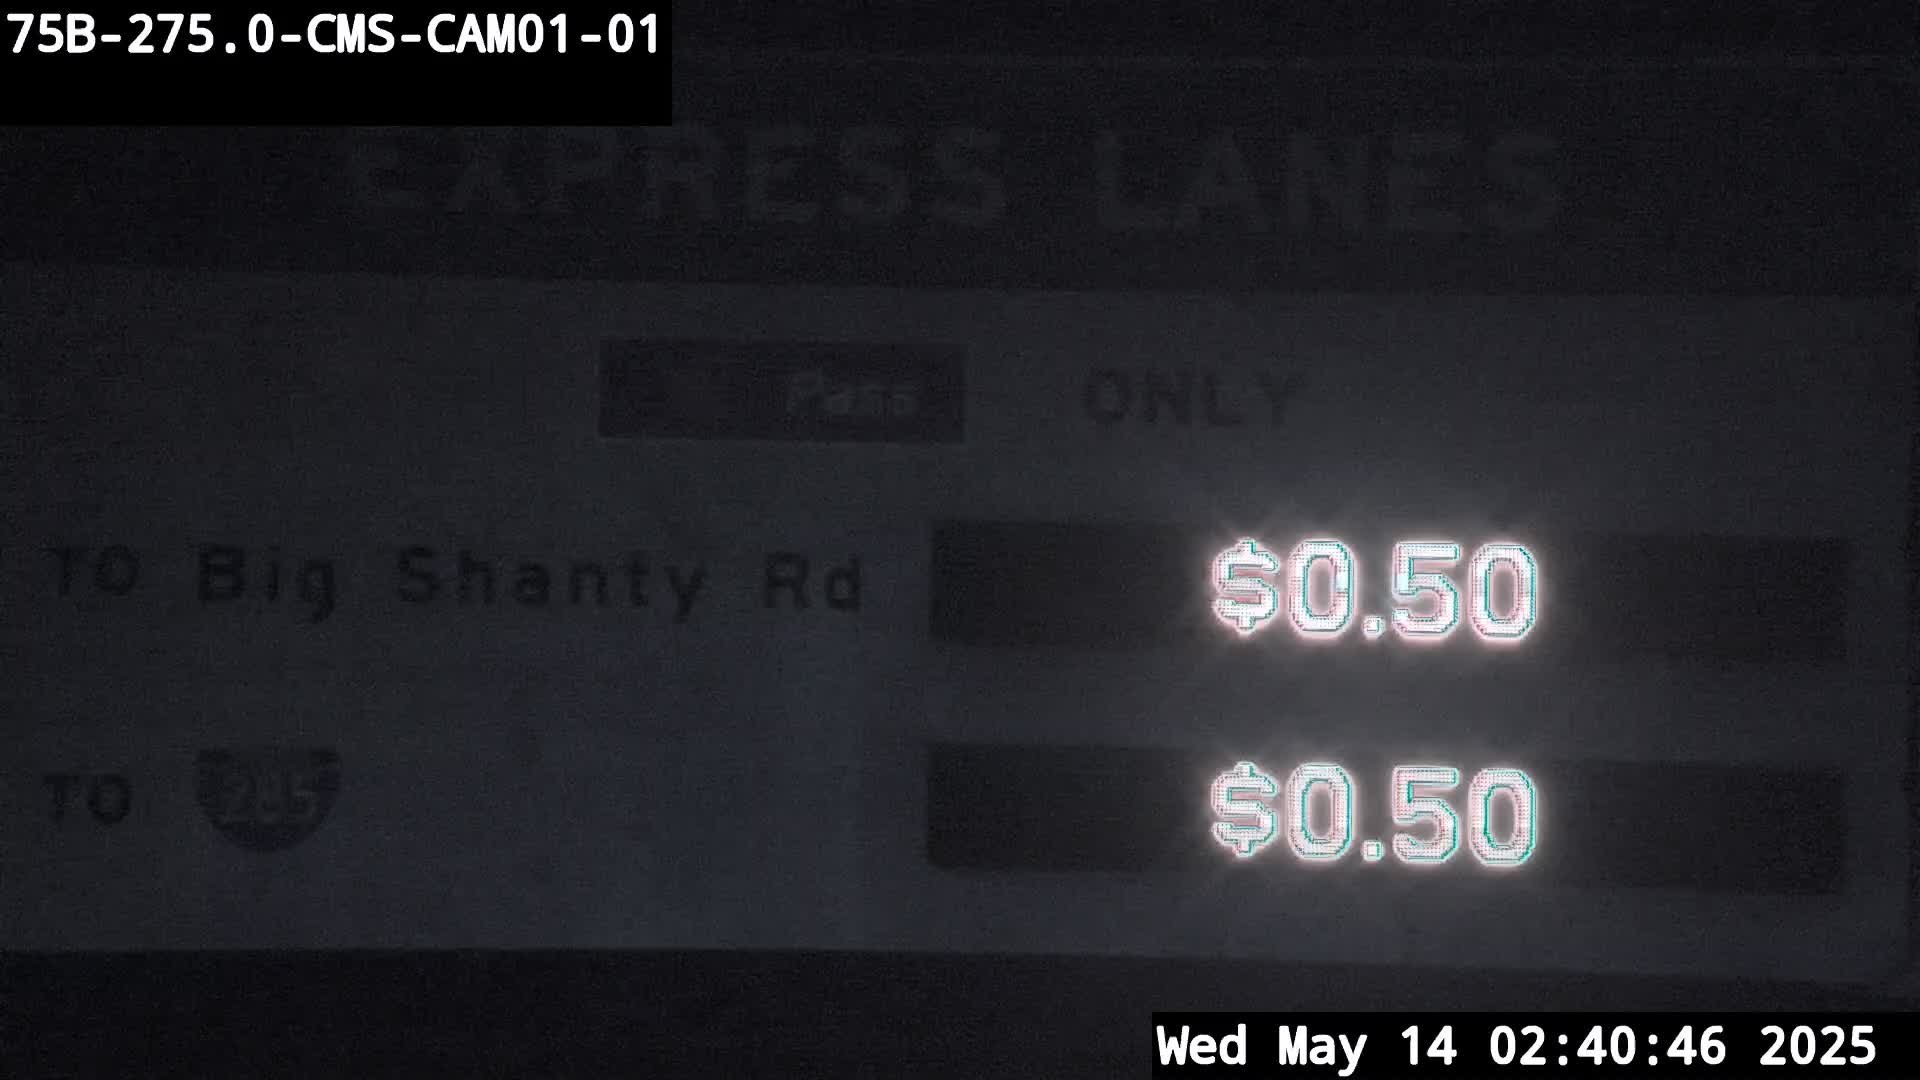 75B-275.0-CMS-CAM01-01
EXPRESS LANES
Pass ONLY
TO Big Shanty Rd $0.50
TO 285 $0.50
Wed May 14 02:40:46 2025